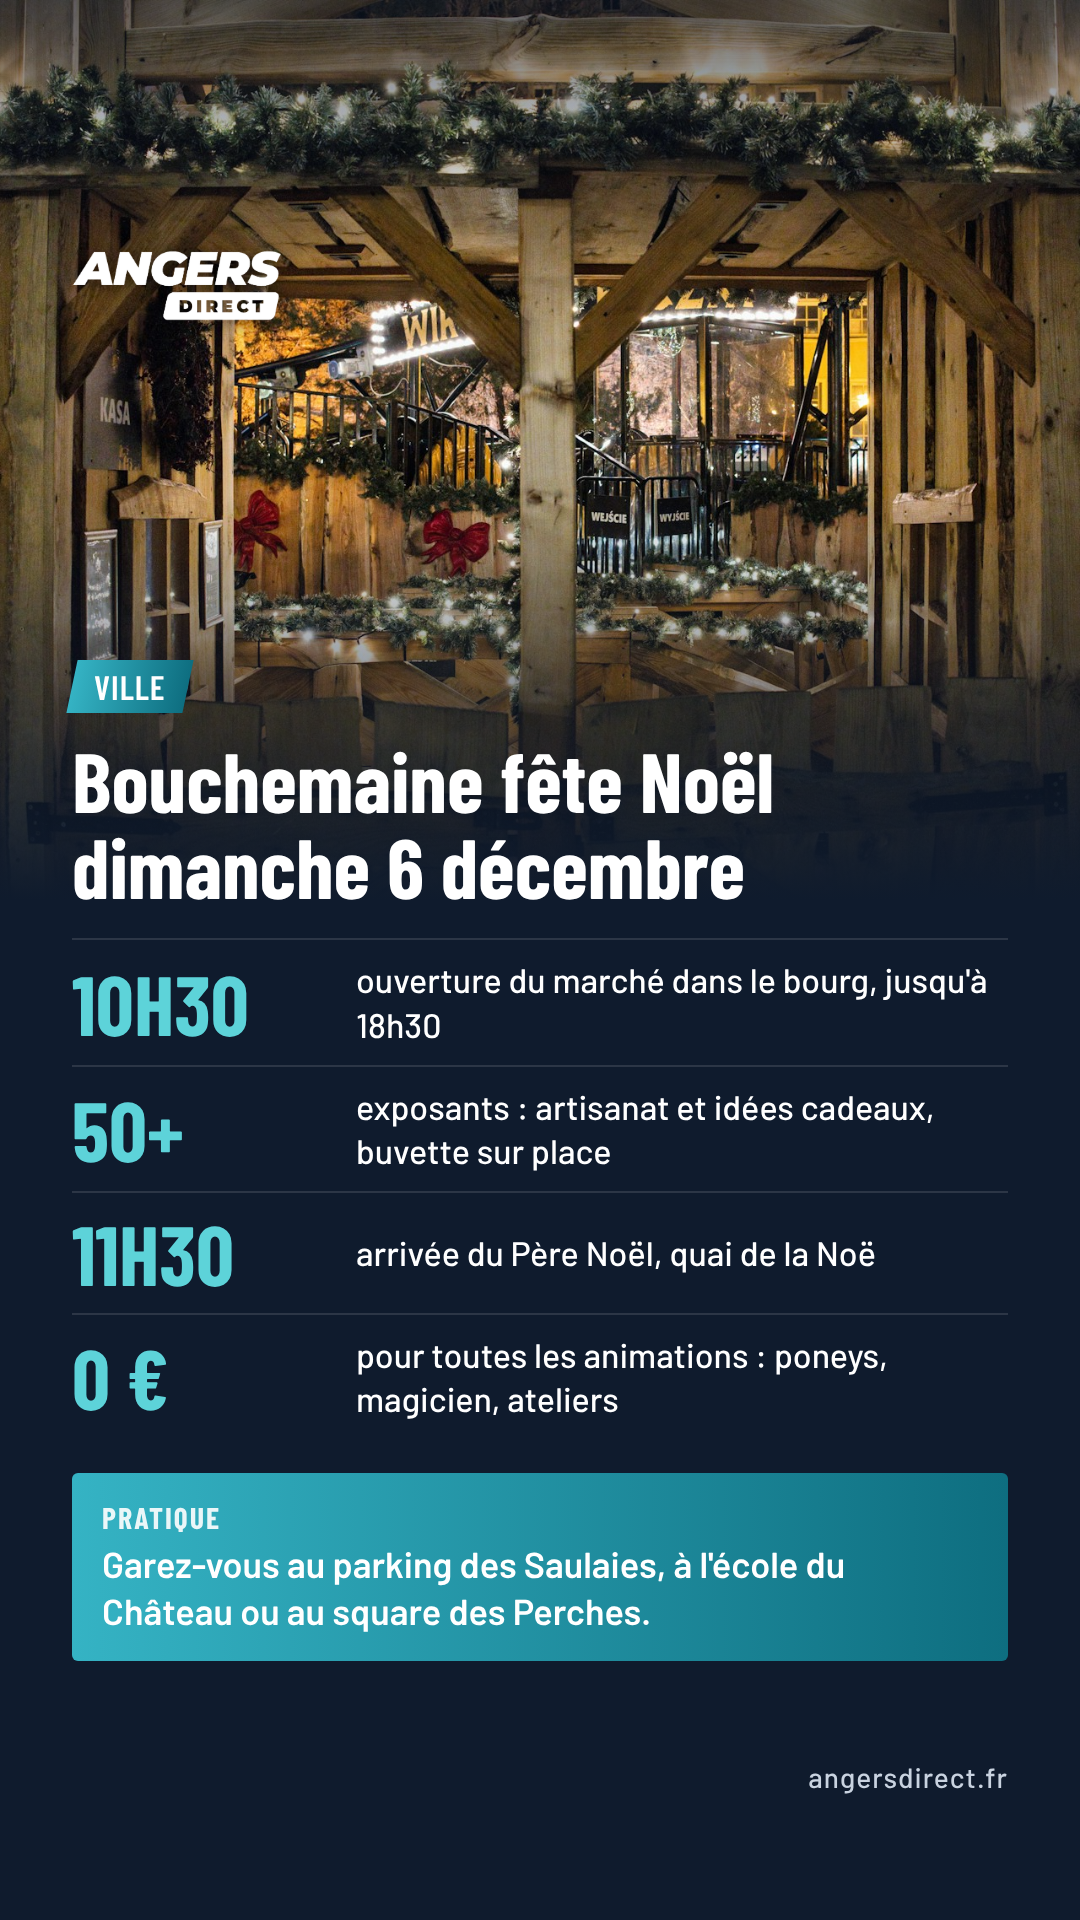 ANGERS
DIRECT
WIR
KASA
WEJŚCIE
WYJŚCIE
VILLE
Bouchemaine fête Noël
dimanche 6 décembre
10H30
ouverture du marché dans le bourg, jusqu'à
18h30
50+
exposants : artisanat et idées cadeaux,
buvette sur place
11H30
arrivée du Père Noël, quai de la Noë
0 €
pour toutes les animations : poneys,
magicien, ateliers
PRATIQUE
Garez-vous au parking des Saulaies, à l'école du
Château ou au square des Perches.
angersdirect.fr